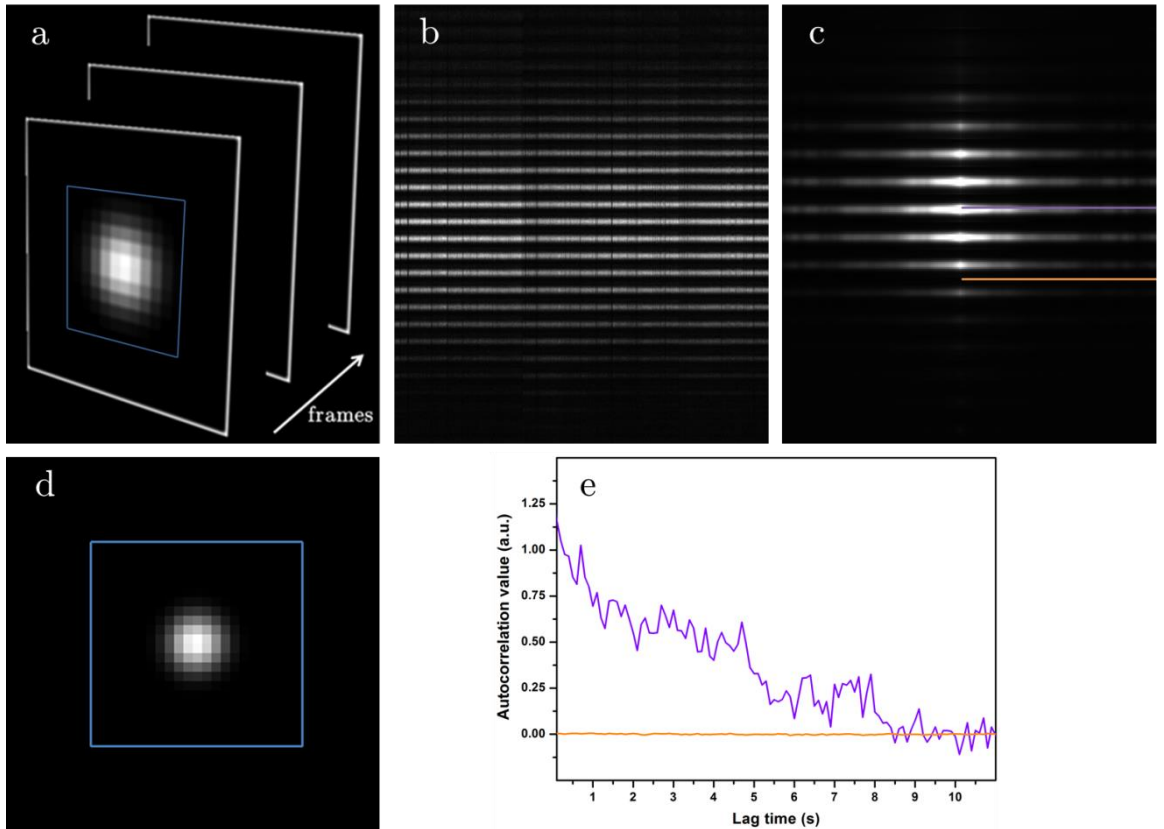 a
b
c
frames
d
e
Autocorrelation value (a.u.)
1.25
1.00
0.75
0.50
0.25
0.00
1 2 3 4 5 6 7 8 9 10
Lag time (s)